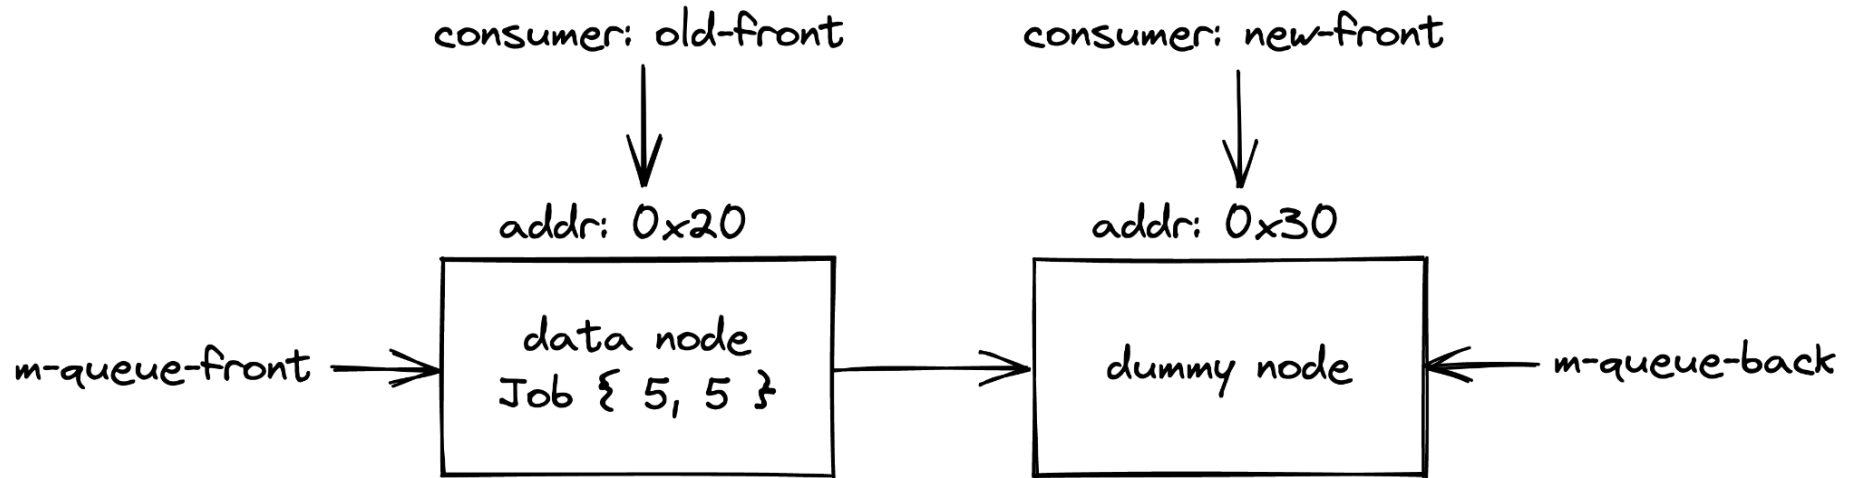 consumer: old-front
consumer: new-front
addr: 0x20
addr: 0x30
m-queue-front
data node
Job { 5, 5 }
dummy node
m-queue-back